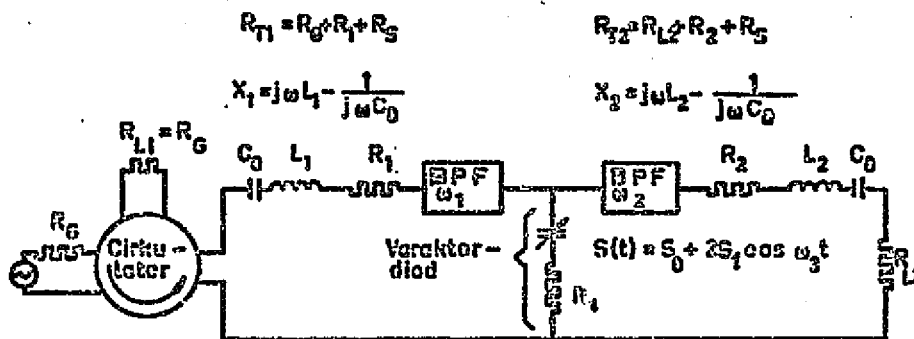 R_T1 = R_G + R_1 + R_S
R_T2 = R_L2 + R_2 + R_S
X_1 = jωL_1 - 1/(jωC_0)
X_2 = jωL_2 - 1/(jωC_0)
R_L1 = R_G
C_0 L_1 R_1
BPF ω_1
BPF ω_2
R_2 L_2 C_0
R_G
Cirku-
lator
Varaktor-
diod
S(t) = S_0 + 2S_1 cos ω_3t